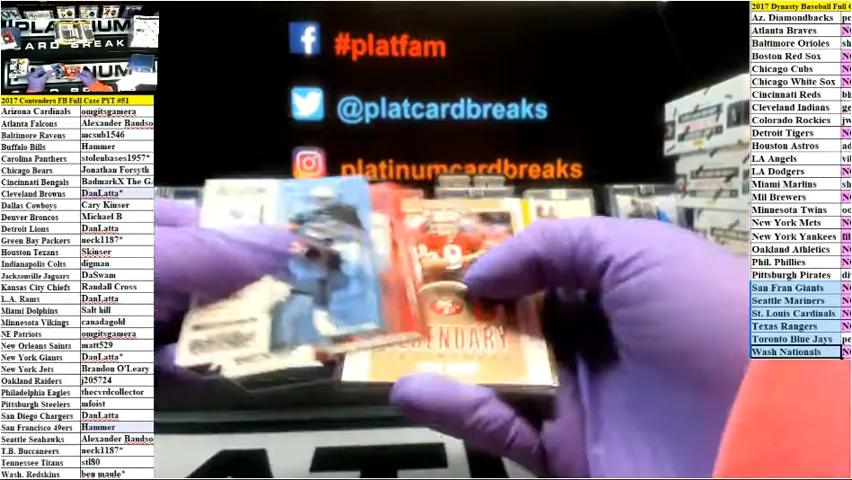 2017 Contenders FB Full Case PYT #51
Arizona Cardinals omgitsgamera
Atlanta Falcons Alexander Baudso
Baltimore Ravens mcsub1546
Buffalo Bills Hammer
Carolina Panthers stolenbases1957*
Chicago Bears Jonathan Forsyth
Cincinnati Bengals BadmarkX The G.
Cleveland Browns DanLatta*
Dallas Cowboys Cary Kinser
Denver Broncos Michael B
Detroit Lions DanLatta
Green Bay Packers neck1187*
Houston Texans Skinser
Indianapolis Colts digman
Jacksonville Jaguars DaSwam
Kansas City Chiefs Randall Cross
L.A. Rams DanLatta
Miami Dolphins Salt hill
Minnesota Vikings canadagold
NE Patriots omgitsgamera
New Orleans Saints matt529
New York Giants DanLatta*
New York Jets Brandon O'Leary
Oakland Raiders j205724
Philadelphia Eagles thecvrdcollector
Pittsburgh Steelers mfoist
San Diego Chargers DanLatta
San Francisco 49ers Hammer
Seattle Seahawks Alexander Baudso
T.B. Buccaneers neck1187*
Tennessee Titans stl80
Wash. Redskins ben maule*
#platfam
@platcardbreaks
platinumcardbreaks
2017 Dynasty Baseball Full
Az. Diamondbacks
Atlanta Braves
Baltimore Orioles
Boston Red Sox
Chicago Cubs
Chicago White Sox
Cincinnati Reds
Cleveland Indians
Colorado Rockies
Detroit Tigers
Houston Astros
LA Angels
LA Dodgers
Miami Marlins
Mil Brewers
Minnesota Twins
New York Mets
New York Yankees
Oakland Athletics
Phil. Phillies
Pittsburgh Pirates
San Fran Giants
Seattle Mariners
St. Louis Cardinals
Texas Rangers
Toronto Blue Jays
Wash Nationals